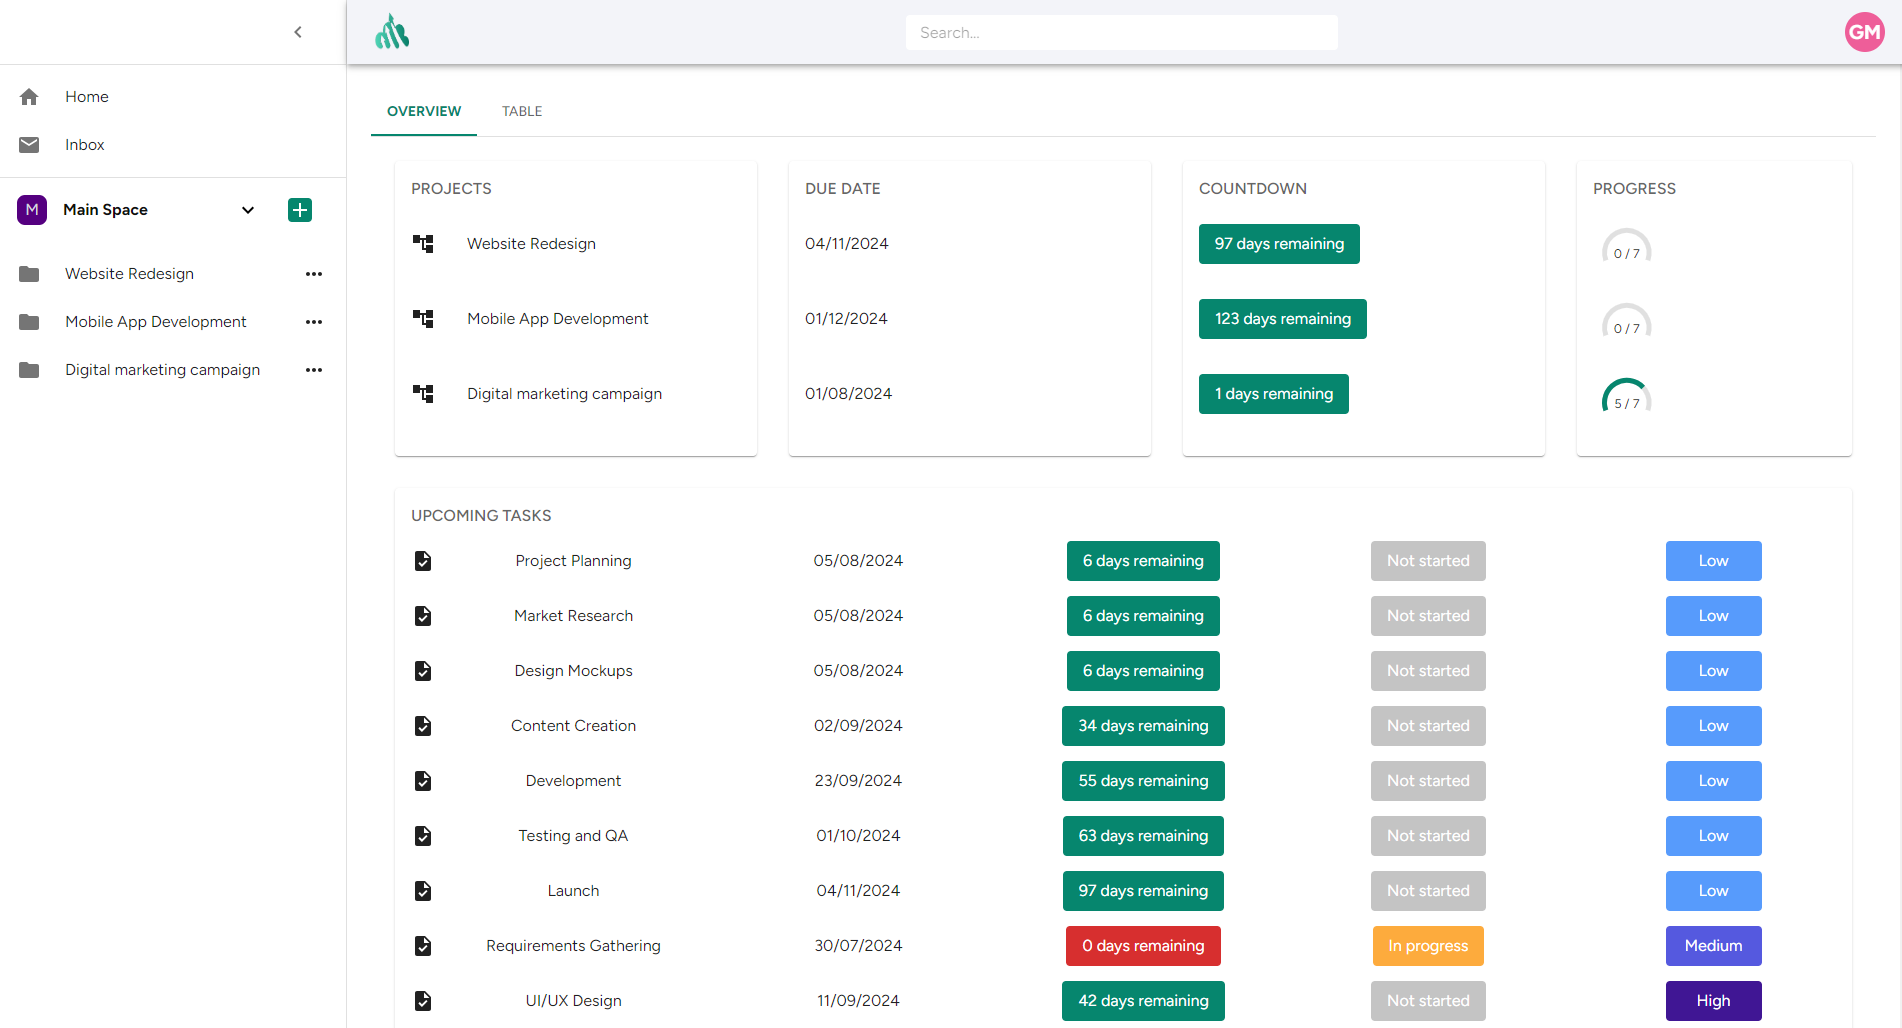 Search...
GM
Home
Inbox
M Main Space
Website Redesign
Mobile App Development
Digital marketing campaign
OVERVIEW TABLE
PROJECTS DUE DATE COUNTDOWN PROGRESS
Website Redesign 04/11/2024 97 days remaining 0 / 7
Mobile App Development 01/12/2024 123 days remaining 0 / 7
Digital marketing campaign 01/08/2024 1 days remaining 5 / 7
UPCOMING TASKS
Project Planning 05/08/2024 6 days remaining Not started Low
Market Research 05/08/2024 6 days remaining Not started Low
Design Mockups 05/08/2024 6 days remaining Not started Low
Content Creation 02/09/2024 34 days remaining Not started Low
Development 23/09/2024 55 days remaining Not started Low
Testing and QA 01/10/2024 63 days remaining Not started Low
Launch 04/11/2024 97 days remaining Not started Low
Requirements Gathering 30/07/2024 0 days remaining In progress Medium
UI/UX Design 11/09/2024 42 days remaining Not started High